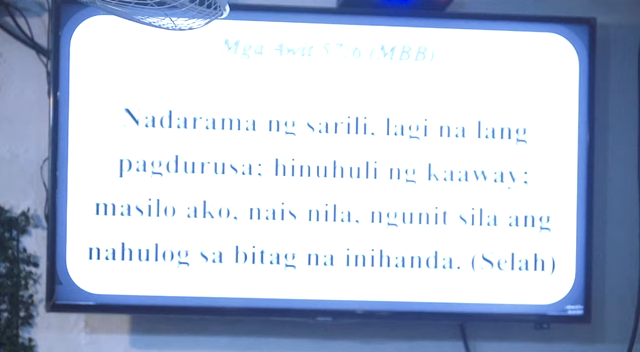 Mga Awit 57:6 (MBB)
Nadarama ng sarili, lagi na lang
pagdurusa; hinuhuli ng kaaway;
masilo ako, nais nila, ngunit sila ang
nahulog sa bitag na inihanda. (Selah)